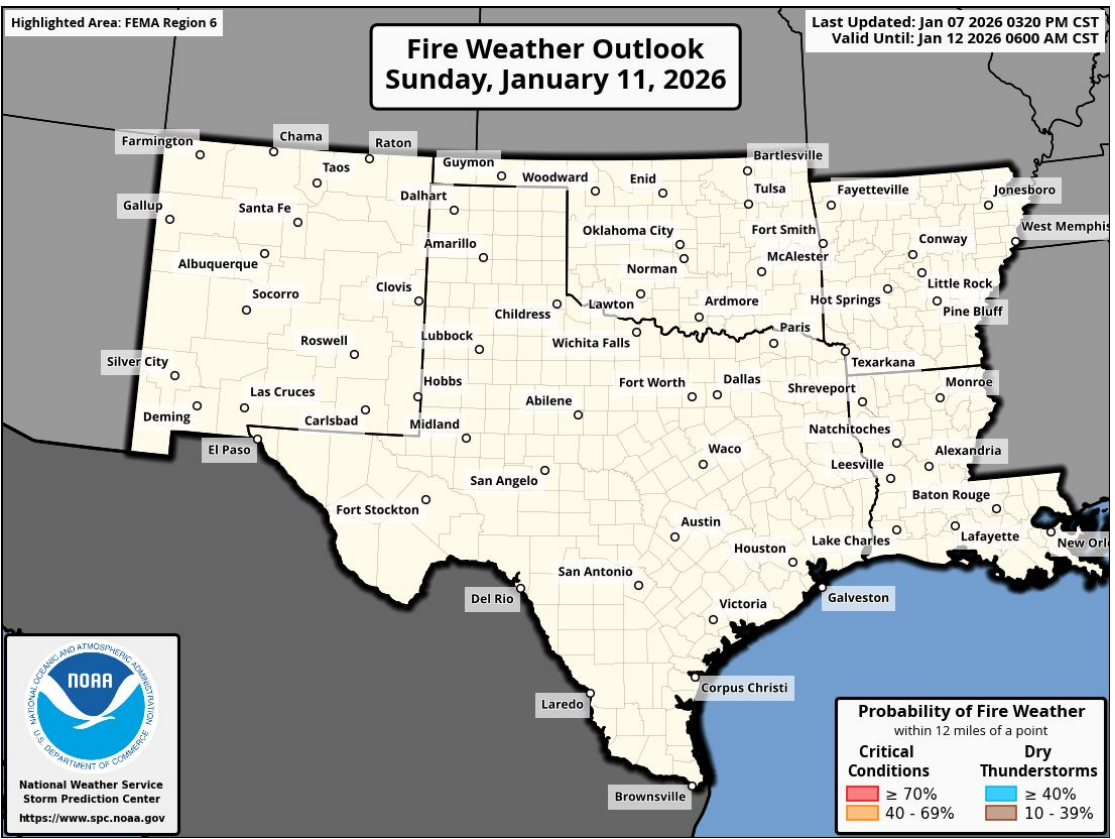 Highlighted Area: FEMA Region 6
Fire Weather Outlook
Sunday, January 11, 2026
Last Updated: Jan 07 2026 0320 PM CST
Valid Until: Jan 12 2026 0600 AM CST
Farmington
Chama
Raton
Taos
Guymon
Woodward
Enid
Bartlesville
Tulsa
Fayetteville
Jonesboro
Gallup
Santa Fe
Dalhart
Oklahoma City
Fort Smith
West Memphis
Albuquerque
Amarillo
Norman
McAlester
Conway
Socorro
Clovis
Childress
Lawton
Ardmore
Hot Springs
Little Rock
Pine Bluff
Roswell
Lubbock
Wichita Falls
Paris
Texarkana
Silver City
Las Cruces
Hobbs
Abilene
Fort Worth
Dallas
Shreveport
Monroe
Deming
Carlsbad
Midland
Natchitoches
El Paso
San Angelo
Waco
Leesville
Alexandria
Fort Stockton
Baton Rouge
Austin
Houston
Lake Charles
Lafayette
New Orl
Del Rio
San Antonio
Victoria
Galveston
Laredo
Corpus Christi
Brownsville
NATIONAL OCEANIC AND ATMOSPHERIC ADMINISTRATION
NOAA
U.S. DEPARTMENT OF COMMERCE
National Weather Service
Storm Prediction Center
https://www.spc.noaa.gov
Probability of Fire Weather
within 12 miles of a point
Critical Conditions
≥ 70%
40 - 69%
Dry Thunderstorms
≥ 40%
10 - 39%